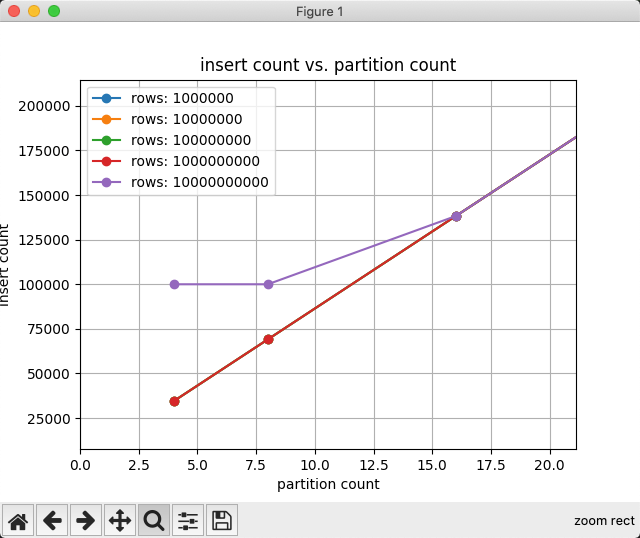 Figure 1
insert count vs. partition count
rows: 1000000
rows: 10000000
rows: 100000000
rows: 1000000000
rows: 10000000000
200000
175000
150000
125000
100000
75000
50000
25000
insert count
0.0 2.5 5.0 7.5 10.0 12.5 15.0 17.5 20.0
partition count
zoom rect